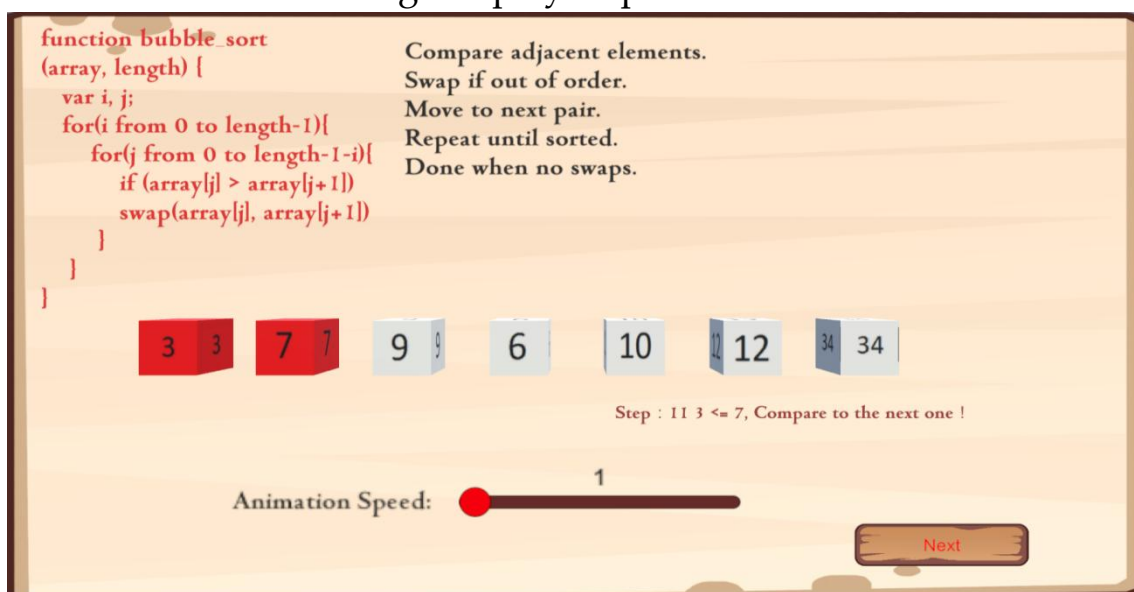 function bubble_sort
(array, length) {
var i, j;
for(i from 0 to length-1){
for(j from 0 to length-1-i){
if (array[j] > array[j+1])
swap(array[j], array[j+1])
}
}
}
Compare adjacent elements.
Swap if out of order.
Move to next pair.
Repeat until sorted.
Done when no swaps.
3 3 7 7 9 9 6 10 12 12 34 34
Step : 11 3 <= 7, Compare to the next one !
1
Animation Speed:
Next